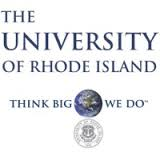 THE
UNIVERSITY
OF RHODE ISLAND
THINK BIG WE DO™